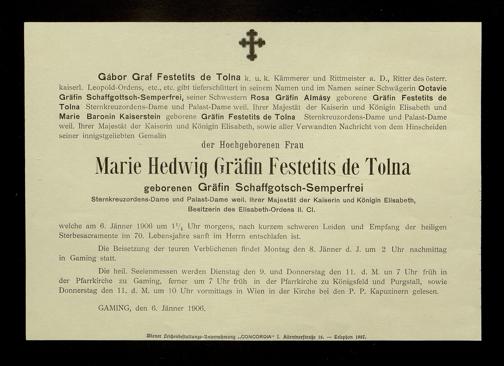 Gábor Graf Festetits de Tolna k. u. k. Kämmerer und Rittmeister a. D., Ritter des österr.
kaiserl. Leopold-Ordens, etc., etc. gibt tieferschüttert in seinem Namen und im Namen seiner Schwägerin Octavie
Gräfin Schaffgottsch-Semperfrei, seiner Schwestern Rosa Gräfin Almásy geborene Gräfin Festetits de
Tolna Sternkreuzordens-Dame und Palast-Dame weil. Ihrer Majestät der Kaiserin und Königin Elisabeth und
Marie Baronin Kaiserstein geborene Gräfin Festetits de Tolna Sternkreuzordens-Dame und Palast-Dame
weil. Ihrer Majestät der Kaiserin und Königin Elisabeth, sowie aller Verwandten Nachricht von dem Hinscheiden
seiner innigstgeliebten Gemalin
der Hochgeborenen Frau
Marie Hedwig Gräfin Festetits de Tolna
geborenen Gräfin Schaffgotsch-Semperfrei
Sternkreuzordens-Dame und Palast-Dame weil. Ihrer Majestät der Kaiserin und Königin Elisabeth,
Besitzerin des Elisabeth-Ordens II. Cl.
welche am 6. Jänner 1906 um 1¼ Uhr morgens, nach kurzem schweren Leiden und Empfang der heiligen
Sterbesacramente im 70. Lebensjahre sanft im Herrn entschlafen ist.
Die Beisetzung der teuren Verblichenen findet Montag den 8. Jänner d. J. um 2 Uhr nachmittag
in Gaming statt.
Die heil. Seelenmessen werden Dienstag den 9. und Donnerstag den 11. d. M. um 7 Uhr früh in
der Pfarrkirche zu Gaming, ferner um 7 Uhr früh in der Pfarrkirche zu Königsfeld und Purgstall, sowie
Donnerstag den 11. d. M. um 10 Uhr vormittags in Wien in der Kirche bei den P. P. Kapuzinern gelesen.
GAMING, den 6. Jänner 1906.
Wiener Leichenbestattungs-Unternehmung „CONCORDIA" I. Kärntnerstraße — Telephon